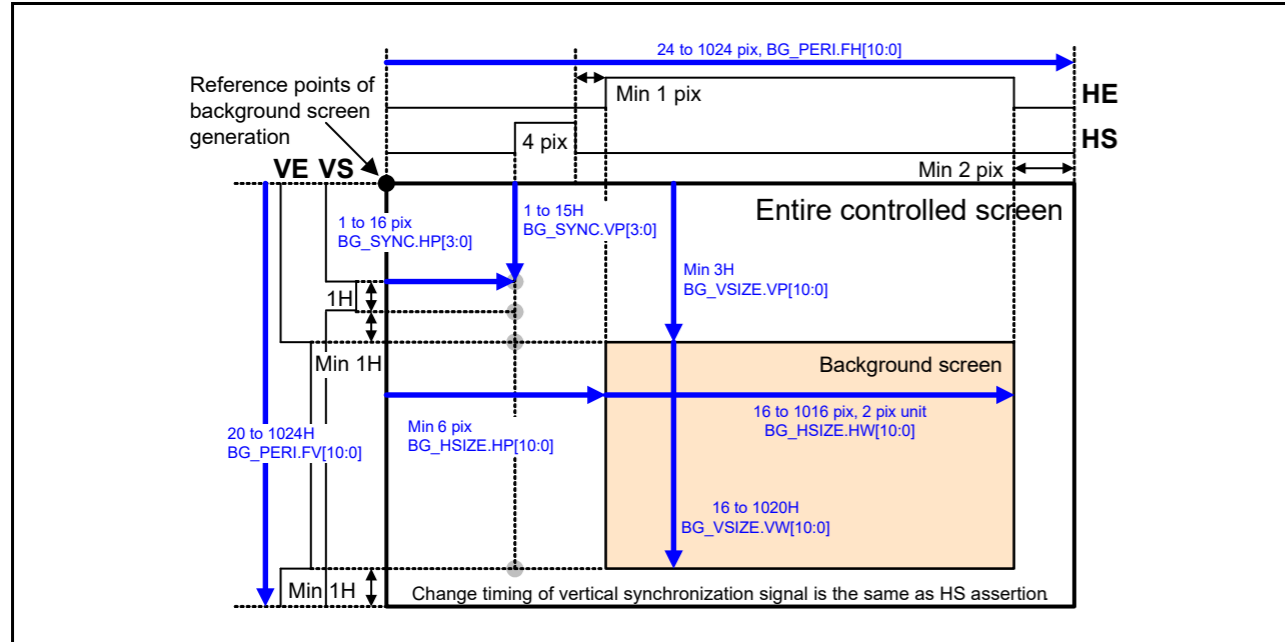 24 to 1024 pix, BG_PERI.FH[10:0]
Reference points of
background screen
generation
Min 1 pix
HE
4 pix
HS
VE VS
Min 2 pix
Entire controlled screen
1 to 16 pix
BG_SYNC.HP[3:0]
1 to 15H
BG_SYNC.VP[3:0]
Min 3H
BG_VSIZE.VP[10:0]
1H
Min 1H
Background screen
20 to 1024H
BG_PERI.FV[10:0]
Min 6 pix
BG_HSIZE.HP[10:0]
16 to 1016 pix, 2 pix unit
BG_HSIZE.HW[10:0]
16 to 1020H
BG_VSIZE.VW[10:0]
Min 1H
Change timing of vertical synchronization signal is the same as HS assertion.